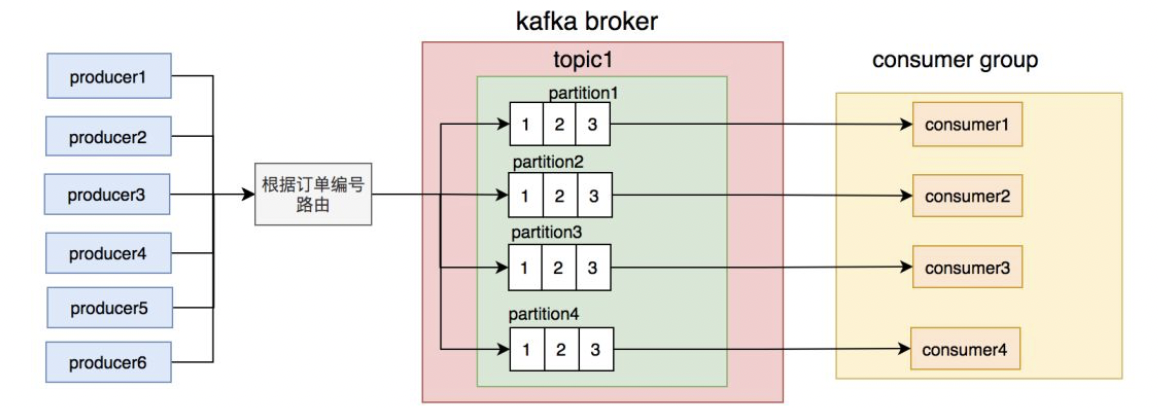 kafka broker
topic1
consumer group
producer1
producer2
producer3
producer4
producer5
producer6
根据订单编号
路由
partition1
1 2 3
partition2
1 2 3
partition3
1 2 3
partition4
1 2 3
consumer1
consumer2
consumer3
consumer4